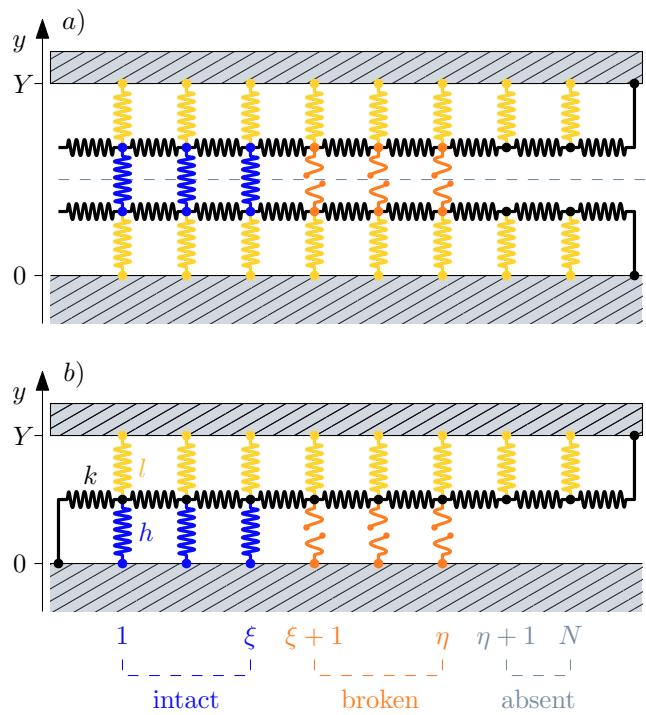 a)
y
Y
0
b)
y
Y
k
l
h
0
1 ξ ξ + 1 η η + 1 N
intact broken absent